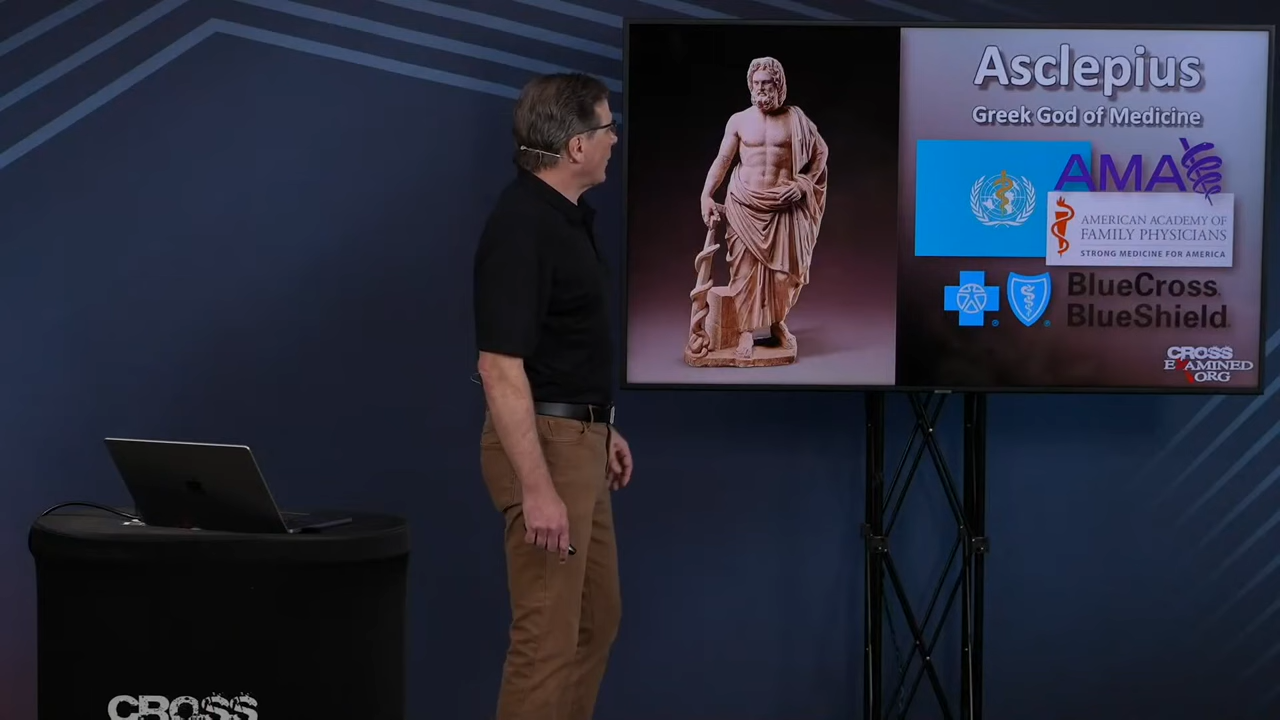 Asclepius
Greek God of Medicine
AMA
AMERICAN ACADEMY OF
FAMILY PHYSICIANS
STRONG MEDICINE FOR AMERICA
BlueCross®
BlueShield®
CROSS
EXAMINED
ORG
CROSS